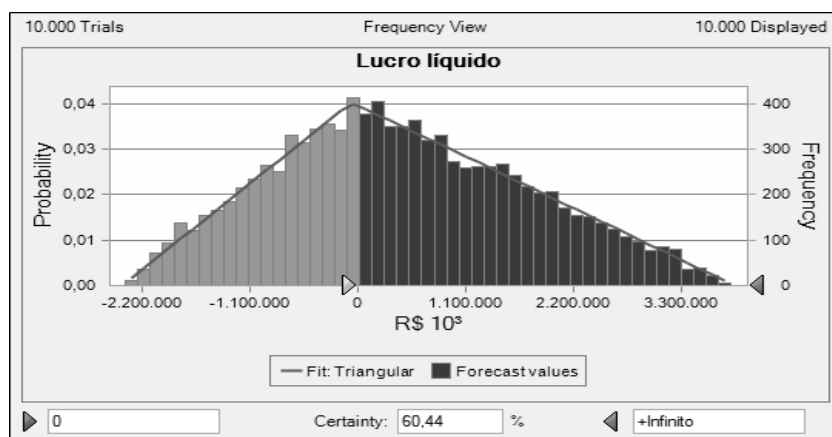 10.000 Trials Frequency View 10.000 Displayed
Lucro líquido
0,04 400
0,03 300
0,02 200
0,01 100
0,00 0
Probability
Frequency
-2.200.000 -1.100.000 0 1.100.000 2.200.000 3.300.000
R$ 10³
Fit: Triangular Forecast values
0 Certainty: 60,44 % +Infinito